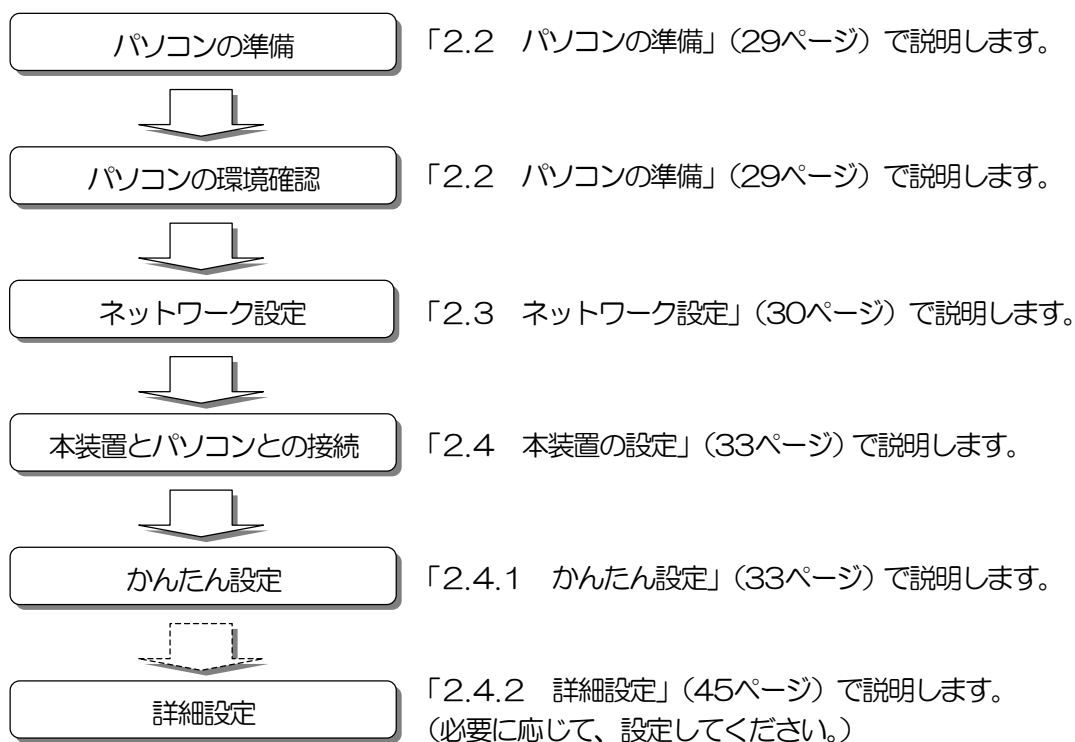 パソコンの準備 「2.2　パソコンの準備」（29ページ）で説明します。
パソコンの環境確認 「2.2　パソコンの準備」（29ページ）で説明します。
ネットワーク設定 「2.3　ネットワーク設定」（30ページ）で説明します。
本装置とパソコンとの接続 「2.4　本装置の設定」（33ページ）で説明します。
かんたん設定 「2.4.1　かんたん設定」（33ページ）で説明します。
詳細設定 「2.4.2　詳細設定」（45ページ）で説明します。
（必要に応じて、設定してください。）